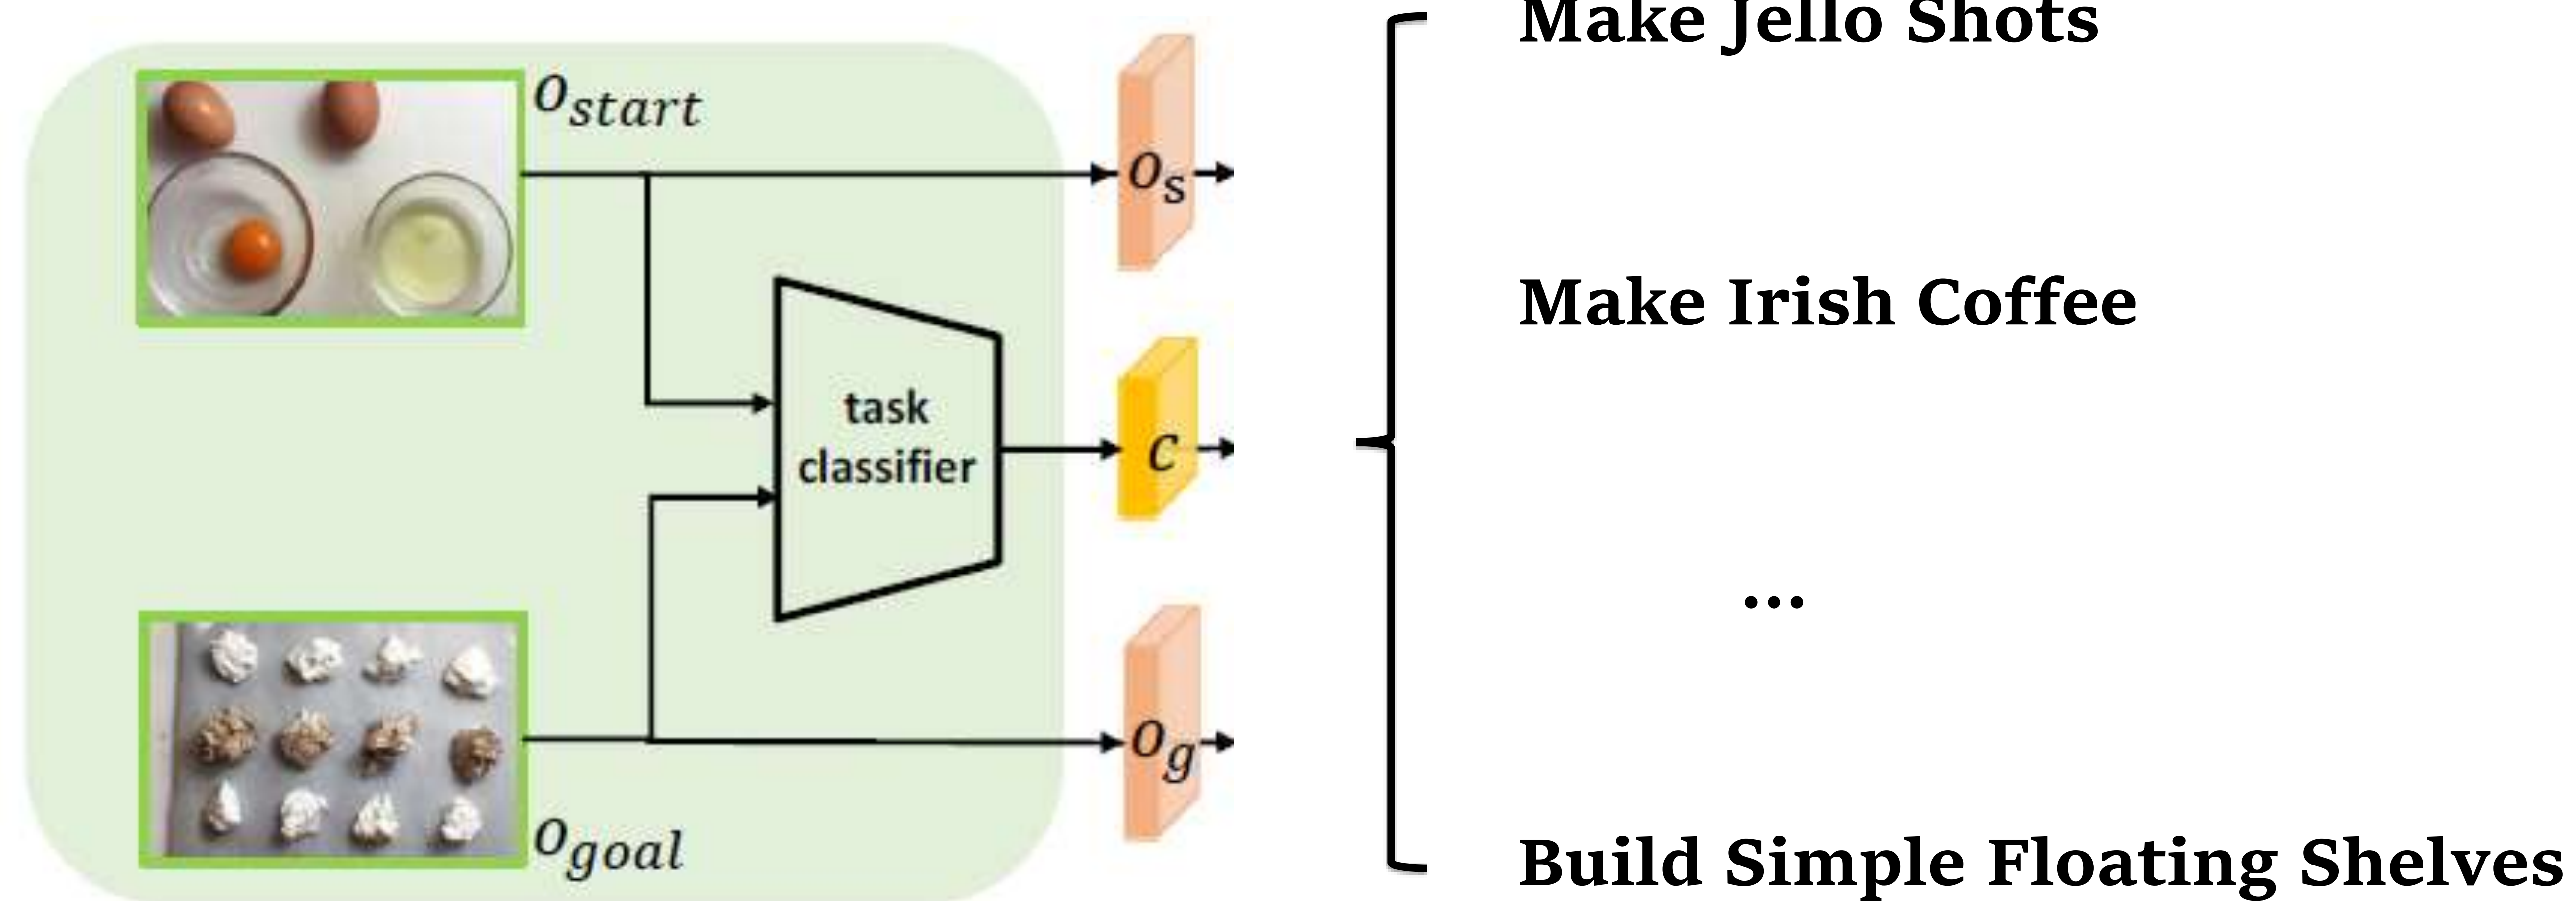 Make Jello Shots
o_start
o_s
Make Irish Coffee
task
classifier
c
...
o_g
o_goal
Build Simple Floating Shelves